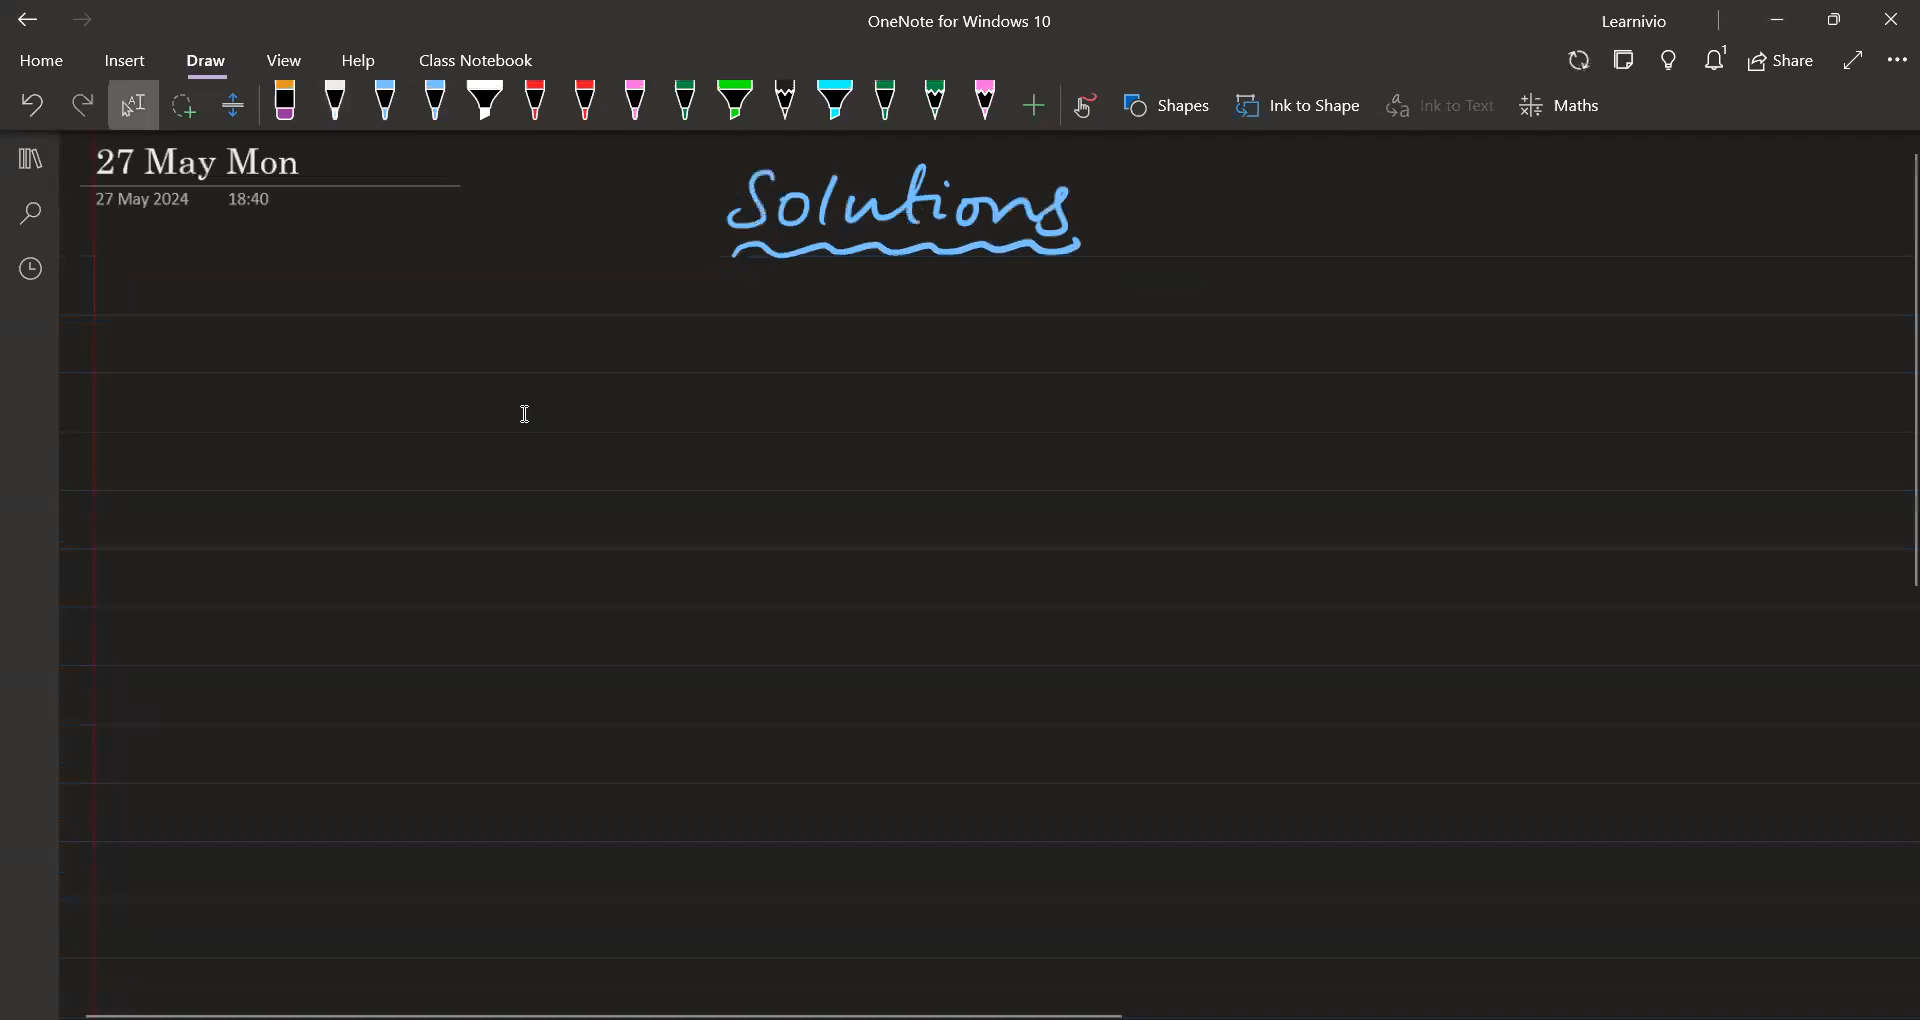 OneNote for Windows 10
Learnivio
Home Insert Draw View Help Class Notebook
1
Share
Shapes Ink to Shape Ink to Text Maths
27 May Mon
27 May 2024 18:40
Solutions